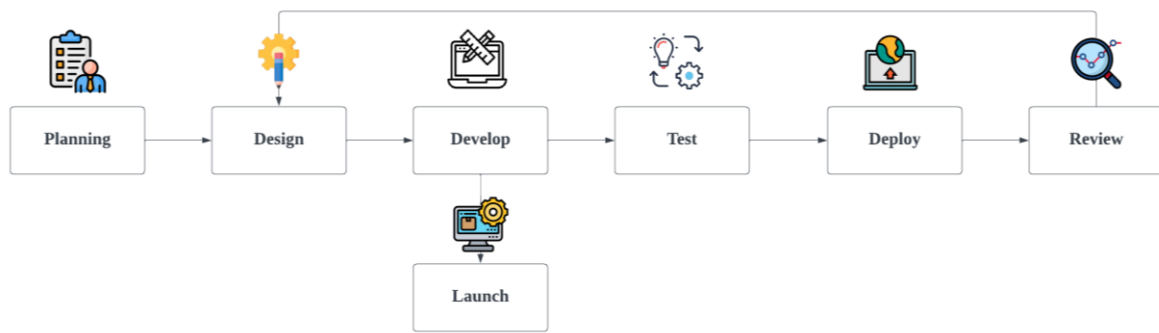 Planning
Design
Develop
Test
Deploy
Review
Launch